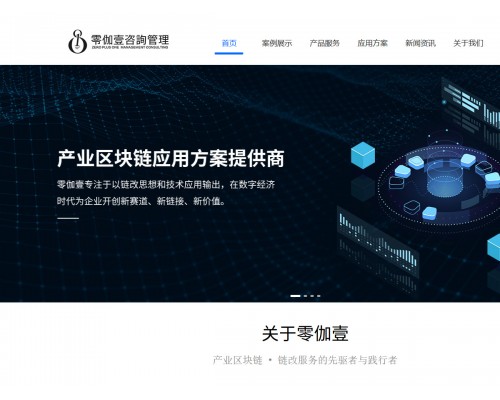 零伽壹咨詢管理
ZERO PLUS ONE MANAGEMENT CONSULTING
首页 案例展示 产品服务 应用方案 新闻资讯 关于我们
产业区块链应用方案提供商
零伽壹专注于以链改思想和技术应用输出，在数字经济
时代为企业开创新赛道、新链接、新价值。
关于零伽壹
产业区块链 • 链改服务的先驱者与践行者